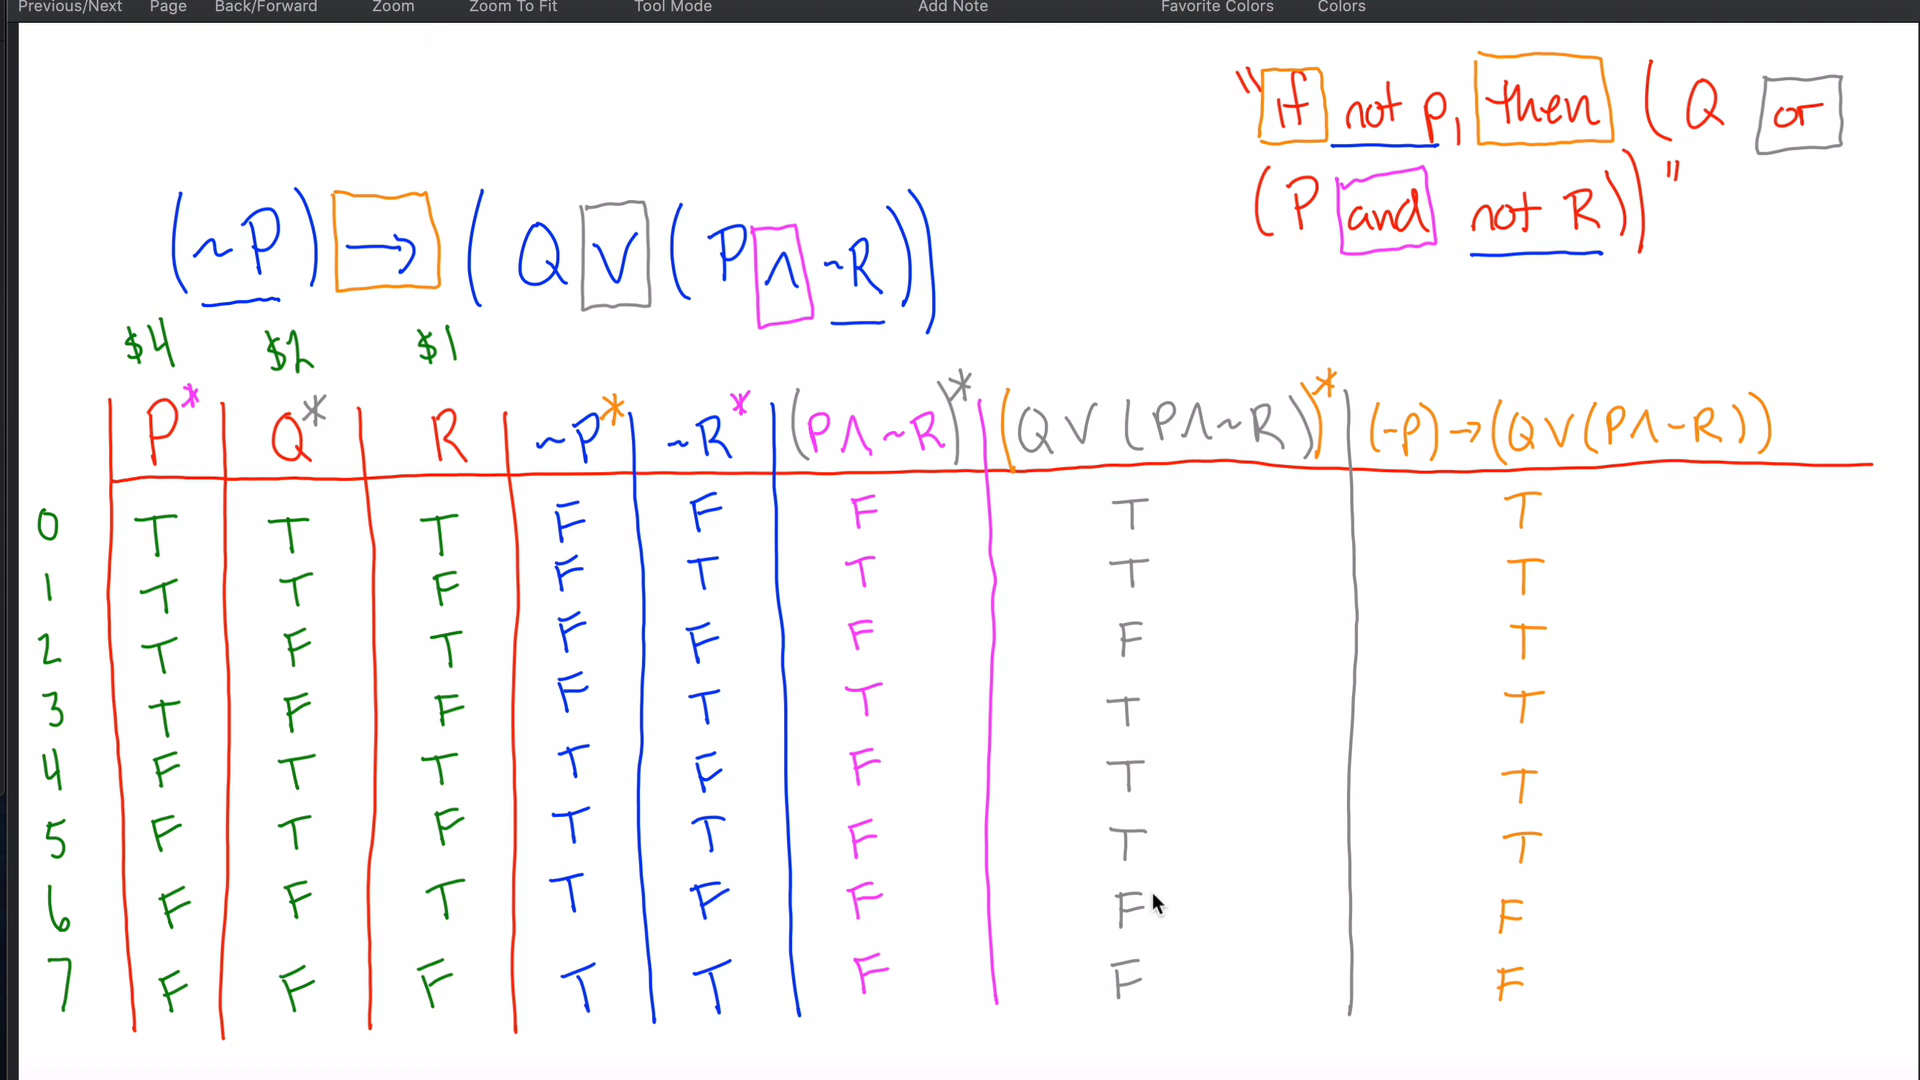 Previous/Next Page Back/Forward Zoom Zoom To Fit Tool Mode Add Note Favorite Colors Colors
"If not p, then (Q or
(P and not R))"
(~P) → (Q ∨ (P ∧ ~R))
$4 $2 $1
P* Q* R ~P* ~R* (P ∧ ~R)* (Q ∨ (P ∧ ~R))* (~P) → (Q ∨ (P ∧ ~R))
0 T T T F F F T T
1 T T F F T T T T
2 T F T F F F F T
3 T F F F T T T T
4 F T T T F F T T
5 F T F T T F T T
6 F F T T F F F F
7 F F F T T F F F